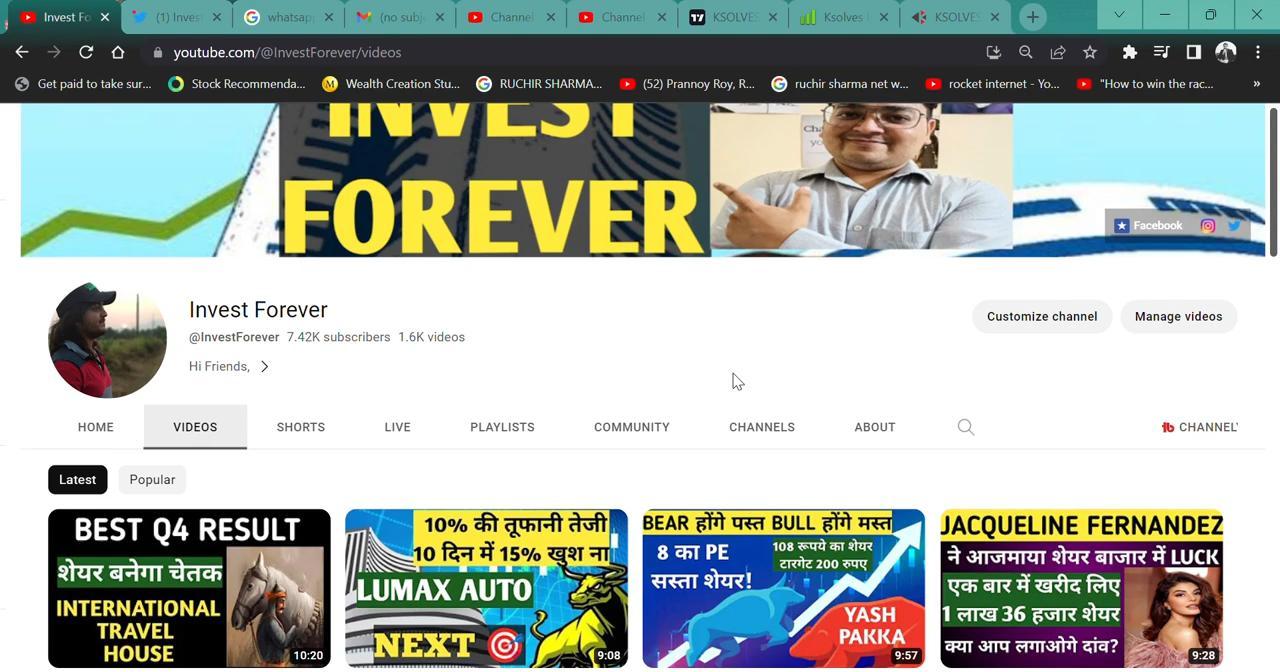 Invest Fo
(1) Invest
whatsapp
(no subj
Channel
Channel
KSOLVES
Ksolves
KSOLVES
youtube.com/@InvestForever/videos
Get paid to take sur...
Stock Recommenda...
Wealth Creation Stu...
RUCHIR SHARMA...
(52) Prannoy Roy, R...
ruchir sharma net w...
rocket internet - Yo...
"How to win the rac...
»
INVEST
FOREVER
Facebook
Invest Forever
@InvestForever 7.42K subscribers 1.6K videos
Hi Friends,
Customize channel
Manage videos
HOME
VIDEOS
SHORTS
LIVE
PLAYLISTS
COMMUNITY
CHANNELS
ABOUT
CHANNEL'
Latest
Popular
BEST Q4 RESULT
शेयर बनेगा चेतक
INTERNATIONAL
TRAVEL
HOUSE
10:20
10% की तूफानी तेजी
10 दिन में 15% खुश ना
LUMAX AUTO
NEXT
9:08
BEAR होंगे पस्त BULL होंगे मस्त
8 का PE
सस्ता शेयर!
108 रूपये का शेयर
टारगेट 200 रुपए
YASH
PAKKA
9:57
JACQUELINE FERNANDEZ
ने आजमाया शेयर बाजार में LUCK
एक बार में खरीद लिए
1 लाख 36 हजार शेयर
क्या आप लगाओगे दांव?
9:28